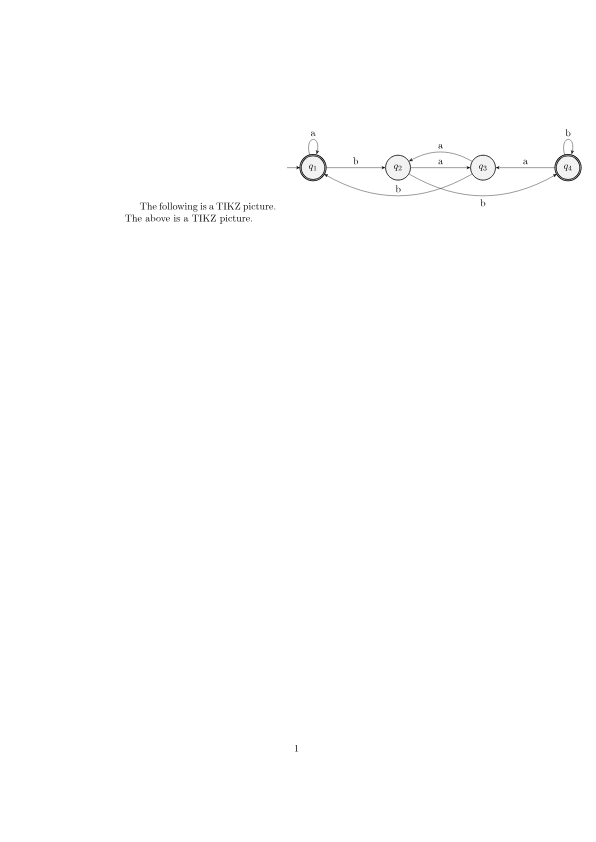 a b
a
q1 b q2 a q3 a q4
b
b
The following is a TIKZ picture.
The above is a TIKZ picture.
1